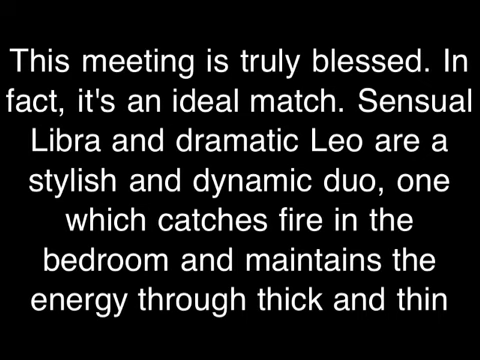 This meeting is truly blessed. In
fact, it's an ideal match. Sensual
Libra and dramatic Leo are a
stylish and dynamic duo, one
which catches fire in the
bedroom and maintains the
energy through thick and thin